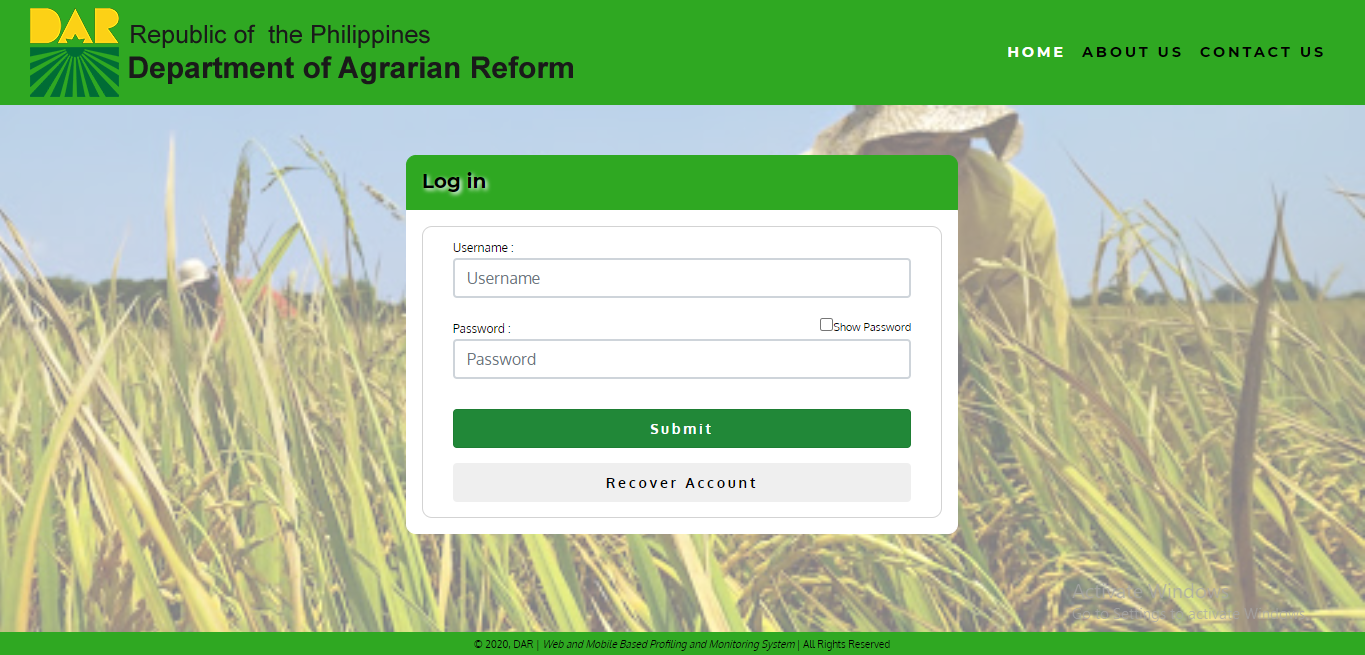 DAR
Republic of the Philippines
Department of Agrarian Reform
HOME ABOUT US CONTACT US
Log in
Username :
Username
Password :
Show Password
Password
Submit
Recover Account
Activate Windows
Go to Settings to activate Windows.
© 2020, DAR | Web and Mobile Based Profiling and Monitoring System | All Rights Reserved